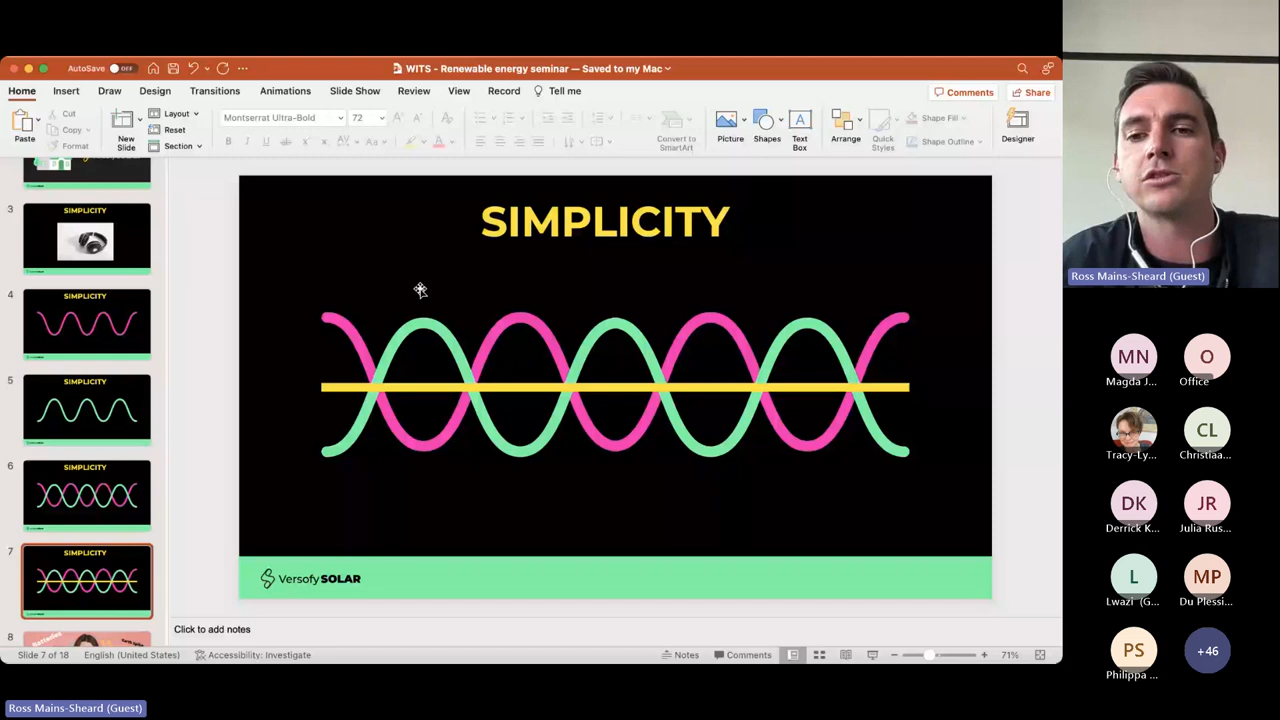 AutoSave OFF
WITS - Renewable energy seminar — Saved to my Mac
Home Insert Draw Design Transitions Animations Slide Show Review View Record Tell me
Comments Share
Paste
Cut
Copy
Format
New Slide
Layout
Reset
Section
Montserrat Ultra-Bold 72
Convert to SmartArt
Picture
Shapes
Text Box
Arrange
Quick Styles
Shape Fill
Shape Outline
Designer
3
SIMPLICITY
4
SIMPLICITY
5
SIMPLICITY
6
SIMPLICITY
7
SIMPLICITY
8
SIMPLICITY
Versofy SOLAR
Click to add notes
Slide 7 of 18 English (United States) Accessibility: Investigate
Notes Comments 71%
Ross Mains-Sheard (Guest)
MN
Magda J...
O
Office
Tracy-Ly...
CL
Christiaa...
DK
Derrick K...
JR
Julia Rus...
L
Lwazi (G...
MP
Du Plessi...
PS
Philippa ...
+46
Ross Mains-Sheard (Guest)